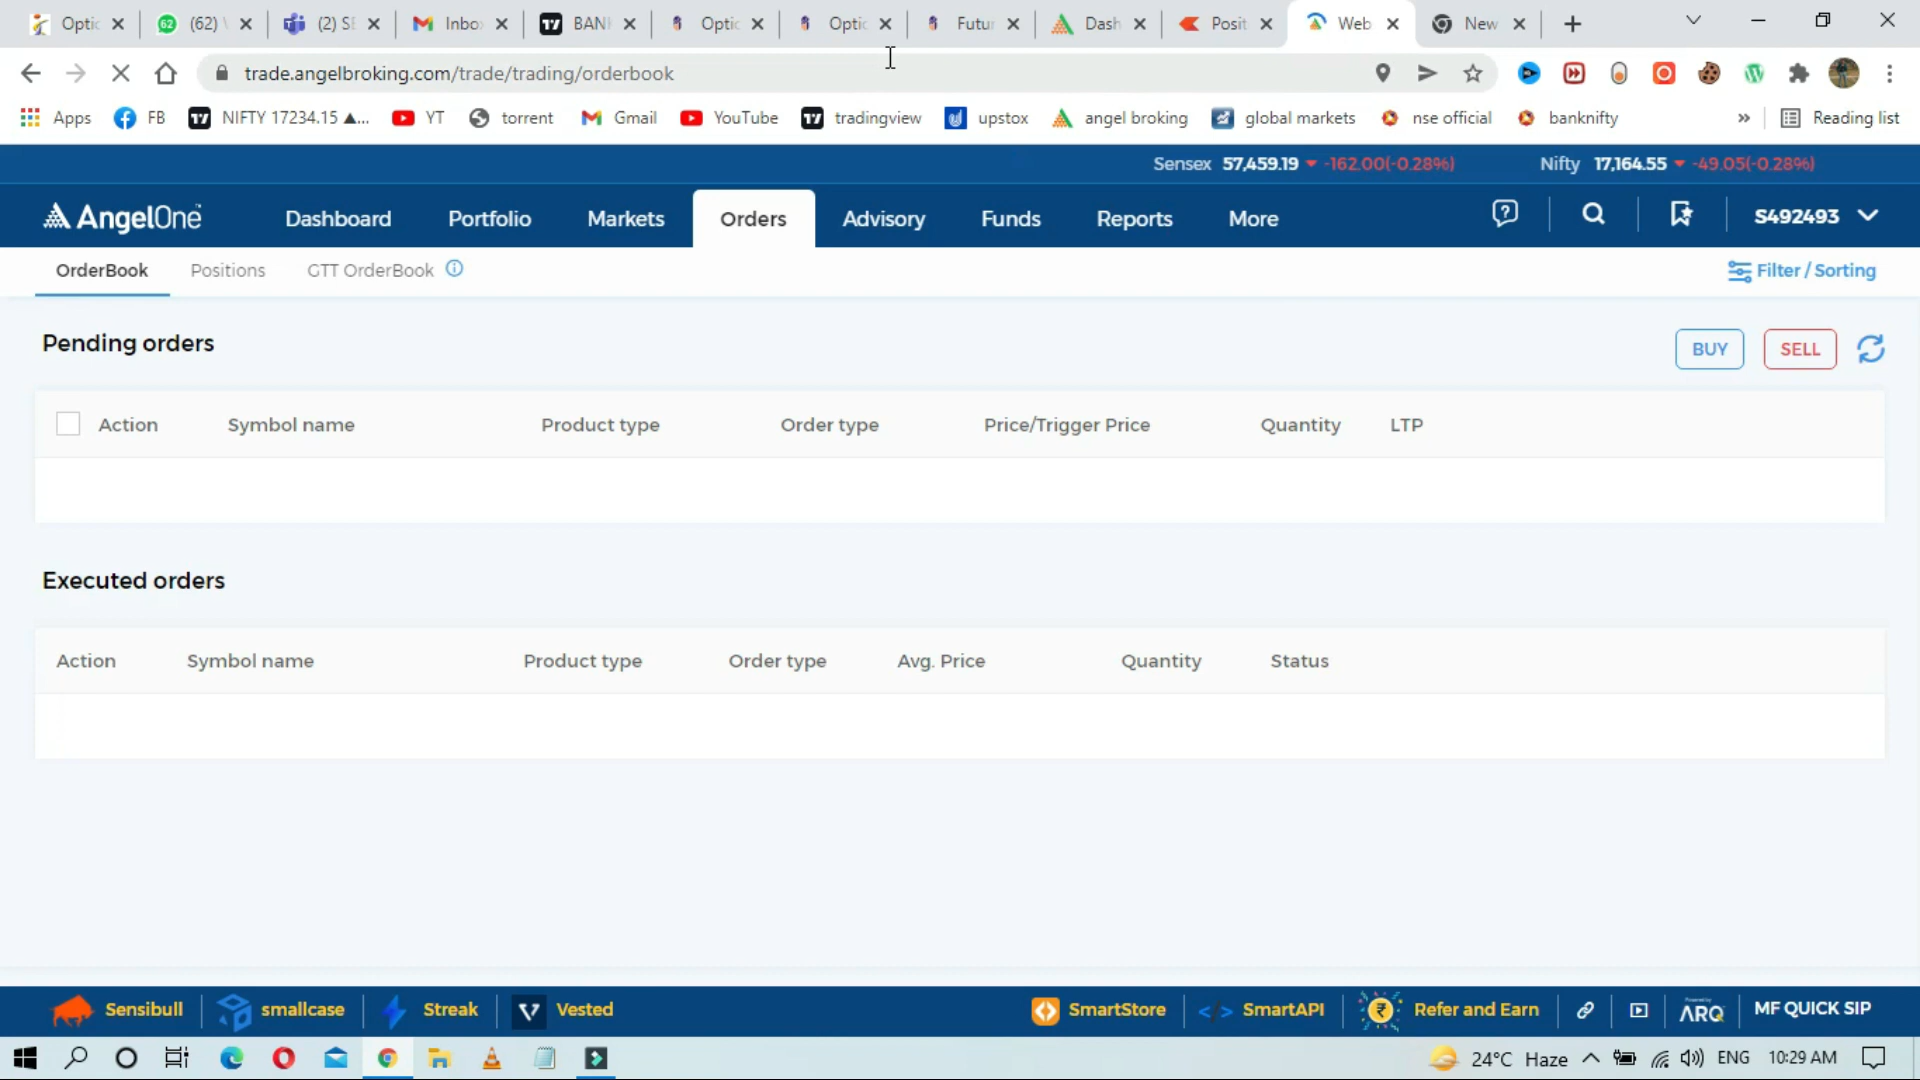 Optic (62) (2) SE Inbo: BANK Optic Optic Futur Dash Posit Web New
trade.angelbroking.com/trade/trading/orderbook
Apps FB NIFTY 17234.15 ▲... YT torrent Gmail YouTube tradingview upstox angel broking global markets nse official banknifty » Reading list
Sensex 57,459.19 ▼ -162.00(-0.28%) Nifty 17,164.55 ▼ -49.05(-0.28%)
AngelOne Dashboard Portfolio Markets Orders Advisory Funds Reports More S492493
OrderBook Positions GTT OrderBook Filter / Sorting
Pending orders BUY SELL
Action Symbol name Product type Order type Price/Trigger Price Quantity LTP
Executed orders
Action Symbol name Product type Order type Avg. Price Quantity Status
Sensibull smallcase Streak Vested SmartStore SmartAPI Refer and Earn ARQ MF QUICK SIP
24°C Haze ENG 10:29 AM